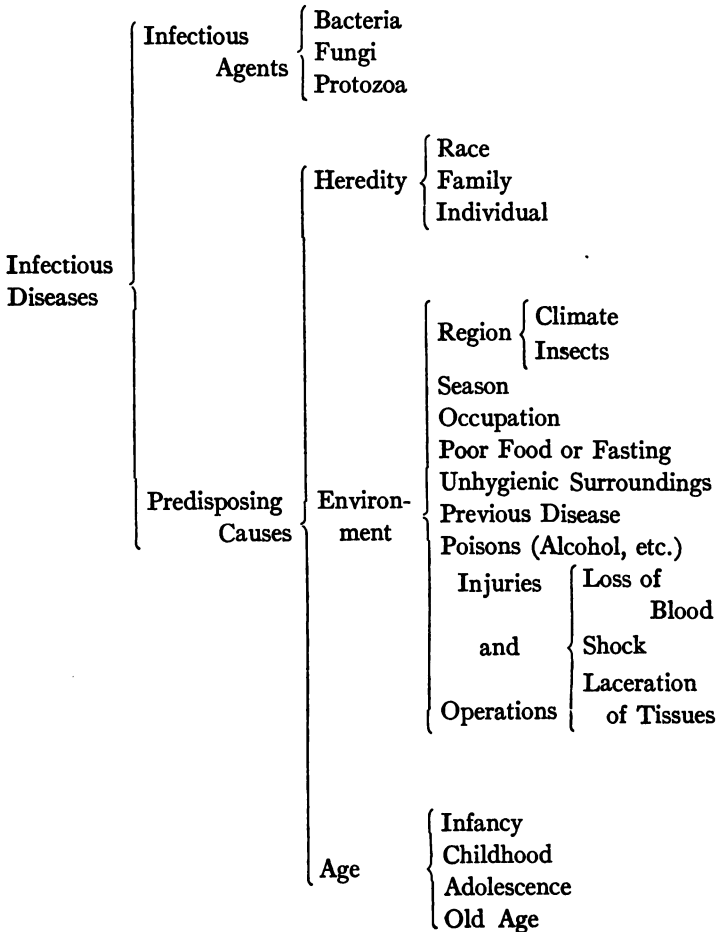 Infectious
Agents
Bacteria
Fungi
Protozoa
Infectious
Diseases
Predisposing
Causes
Heredity
Race
Family
Individual
Environ-
ment
Region
Climate
Insects
Season
Occupation
Poor Food or Fasting
Unhygienic Surroundings
Previous Disease
Poisons (Alcohol, etc.)
Injuries
and
Operations
Loss of
Blood
Shock
Laceration
of Tissues
Age
Infancy
Childhood
Adolescence
Old Age